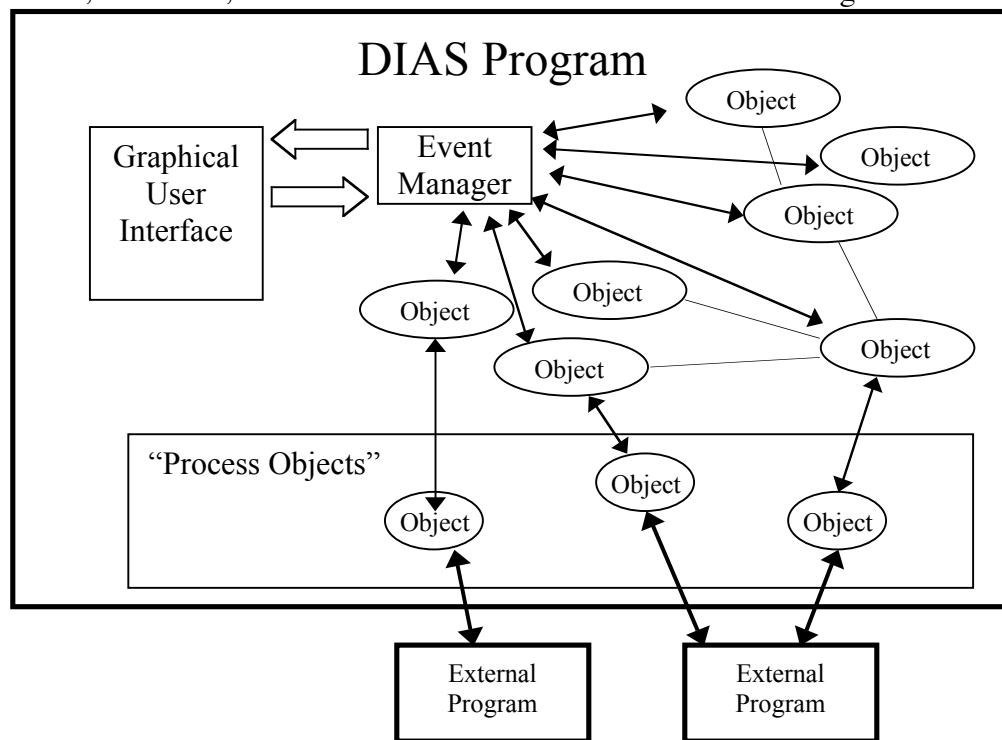 DIAS Program
Graphical
User
Interface
Event
Manager
Object
Object
Object
Object
Object
Object
Object
“Process Objects”
Object
Object
Object
External
Program
External
Program